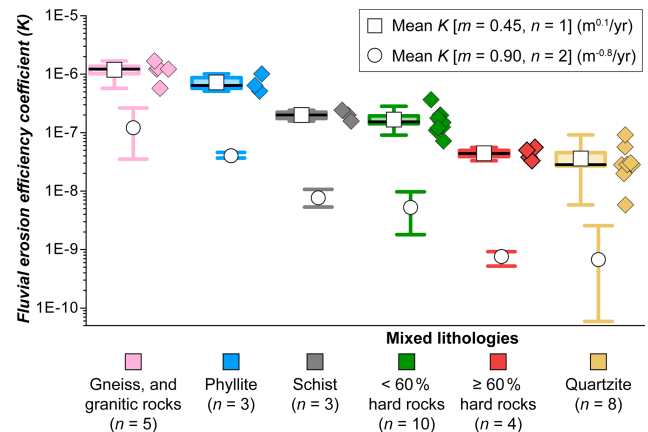 Fluvial erosion efficiency coefficient (K)
1E-5
1E-6
1E-7
1E-8
1E-9
1E-10
Mean K [m = 0.45, n = 1] (m^0.1/yr)
Mean K [m = 0.90, n = 2] (m^-0.8/yr)
Mixed lithologies
Gneiss, and
granitic rocks
(n = 5)
Phyllite
(n = 3)
Schist
(n = 3)
< 60 %
hard rocks
(n = 10)
≥ 60 %
hard rocks
(n = 4)
Quartzite
(n = 8)